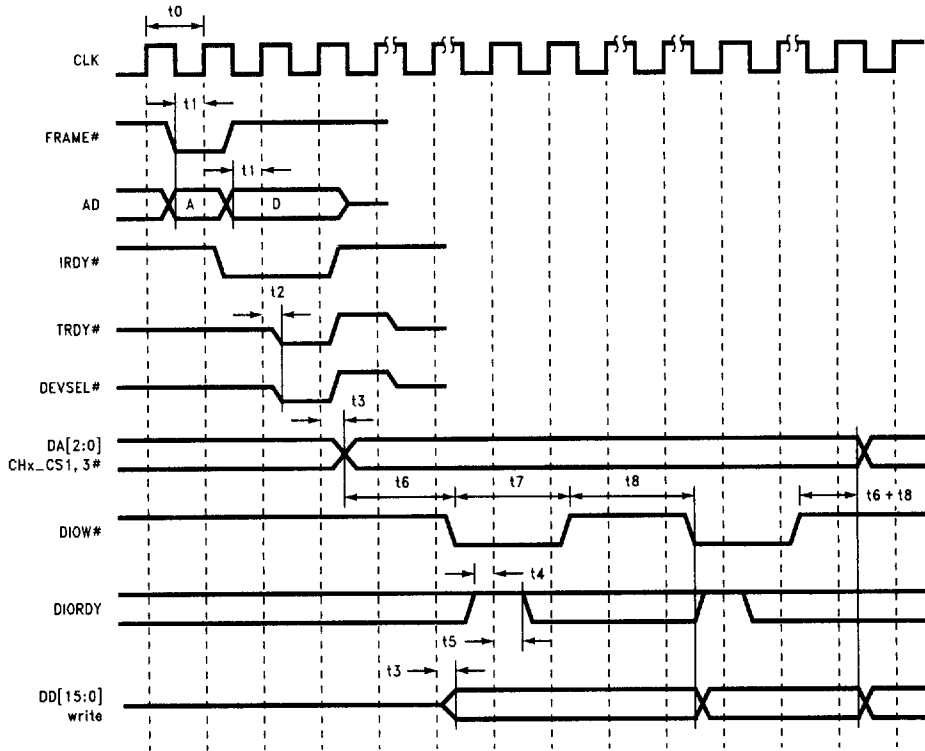 t0
CLK
t1
FRAME#
t1
AD
A
D
IRDY#
t2
TRDY#
DEVSEL#
t3
DA[2:0]
CHx_CS1,3#
t6
t7
t8
t6 + t8
DIOW#
t4
DIORDY
t5
t3
DD[15:0]
write